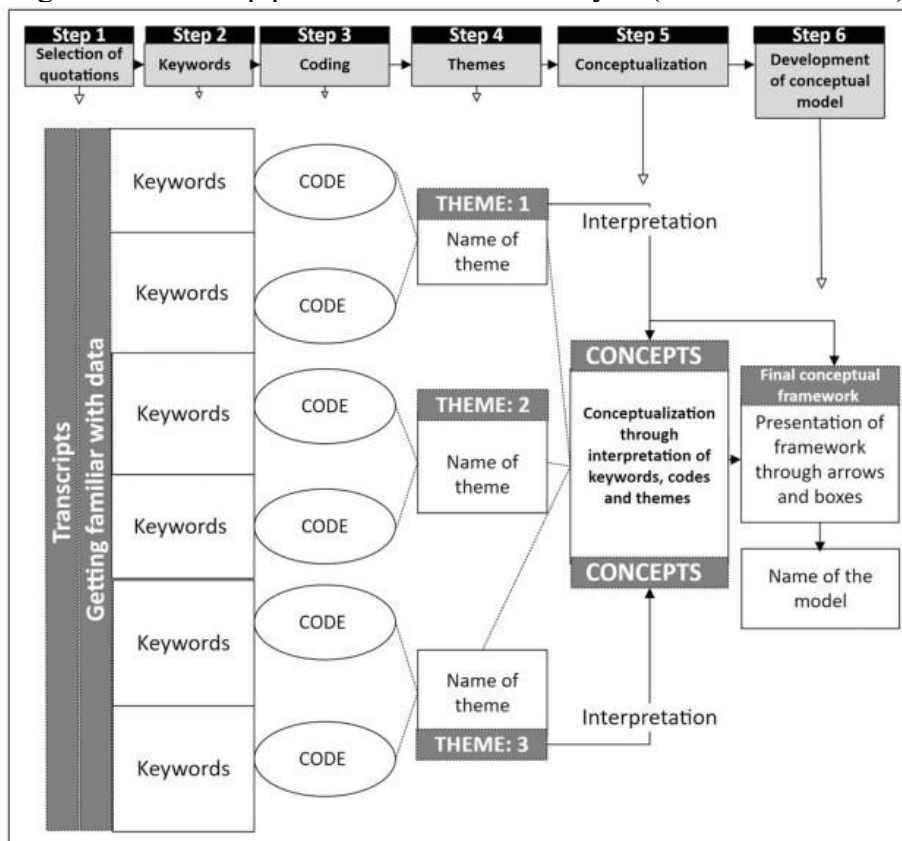 Step 1
Selection of
quotations
Step 2
Keywords
Step 3
Coding
Step 4
Themes
Step 5
Conceptualization
Step 6
Development
of conceptual
model
Transcripts
Getting familiar with data
Keywords
Keywords
Keywords
Keywords
Keywords
Keywords
CODE
CODE
CODE
CODE
CODE
CODE
THEME: 1
Name of
theme
THEME: 2
Name of
theme
Name of
theme
THEME: 3
Interpretation
CONCEPTS
Conceptualization
through
interpretation of
keywords, codes
and themes
CONCEPTS
Interpretation
Final conceptual
framework
Presentation of
framework
through arrows
and boxes
Name of the
model